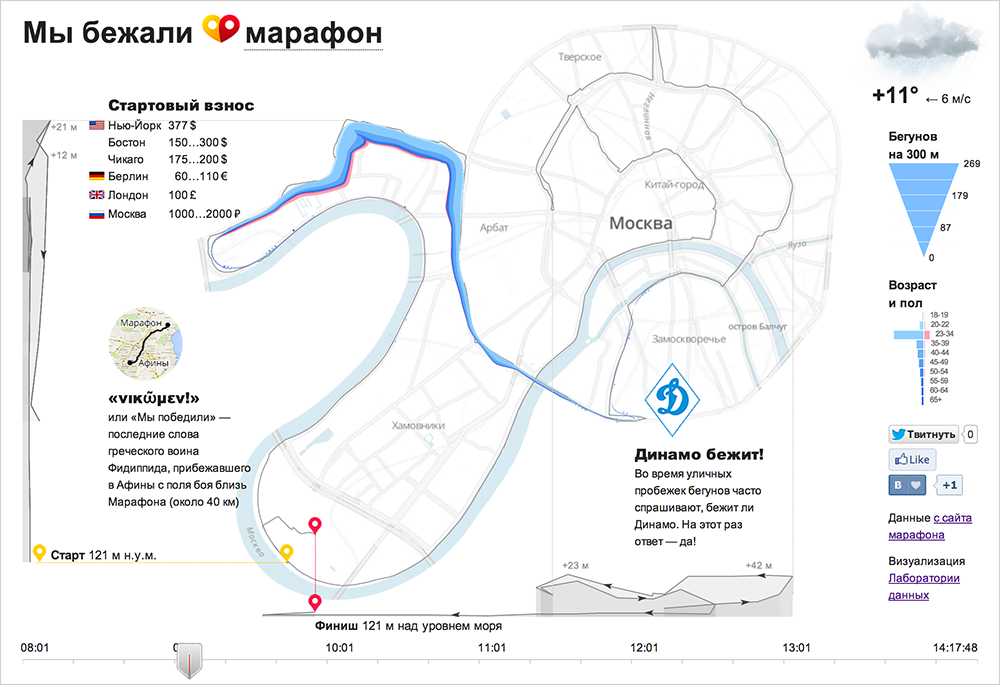 Мы бежали марафон
Стартовый взнос
Нью-Йорк 377 $
Бостон 150…300 $
Чикаго 175…200 $
Берлин 60…110 €
Лондон 100 £
Москва 1000…2000 ₽
+21 м
+12 м
Марафон
Афины
«νικῶμεν!»
или «Мы победили» —
последние слова
греческого воина
Фидиппида, прибежавшего
в Афины с поля боя близь
Марафона (около 40 км)
Старт 121 м н.у.м.
Тверское
Неглинная
Китай-город
Москва
Арбат
Яуза
остров Балчуг
Замоскворечье
Хамовники
Москва
Динамо бежит!
Во время уличных
пробежек бегунов часто
спрашивают, бежит ли
Динамо. На этот раз
ответ — да!
+23 м
+42 м
Финиш 121 м над уровнем моря
+11° ← 6 м/с
Бегунов
на 300 м
269
179
87
0
Возраст
и пол
18-19
20-22
23-34
35-39
40-44
45-49
50-54
55-59
60-64
65+
Твитнуть 0
Like
B +1
Данные с сайта
марафона
Визуализация
Лаборатории
данных
08:01
10:01
11:01
12:01
13:01
14:17:48